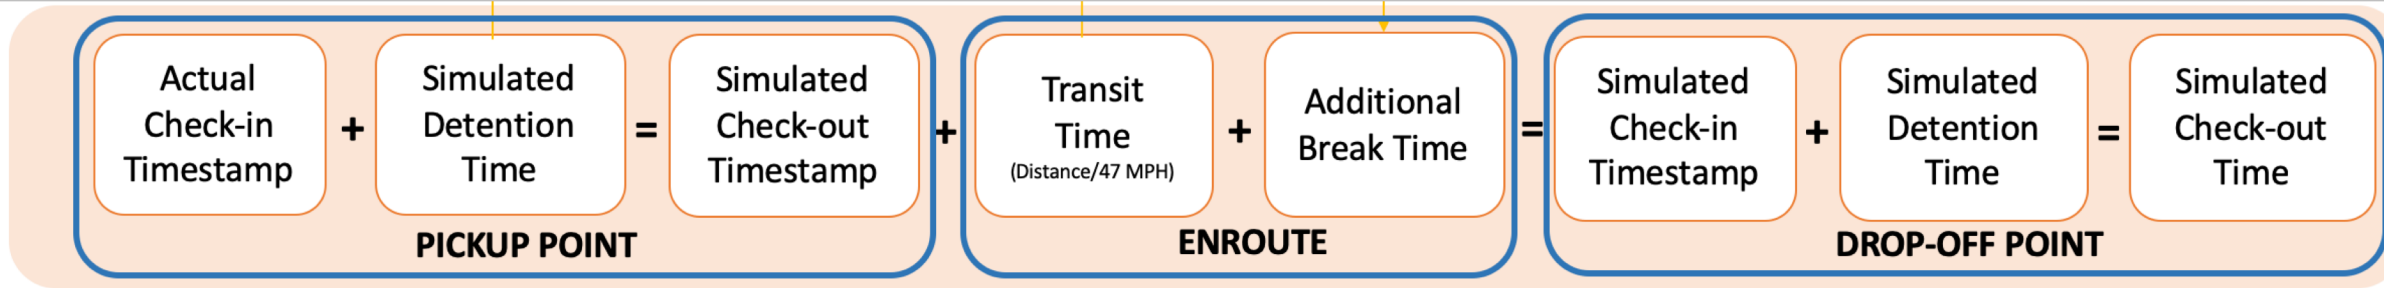 Actual
Check-in
Timestamp
+
Simulated
Detention
Time
=
Simulated
Check-out
Timestamp
PICKUP POINT
+
Transit
Time
(Distance/47 MPH)
+
Additional
Break Time
ENROUTE
=
Simulated
Check-in
Timestamp
+
Simulated
Detention
Time
=
Simulated
Check-out
Time
DROP-OFF POINT